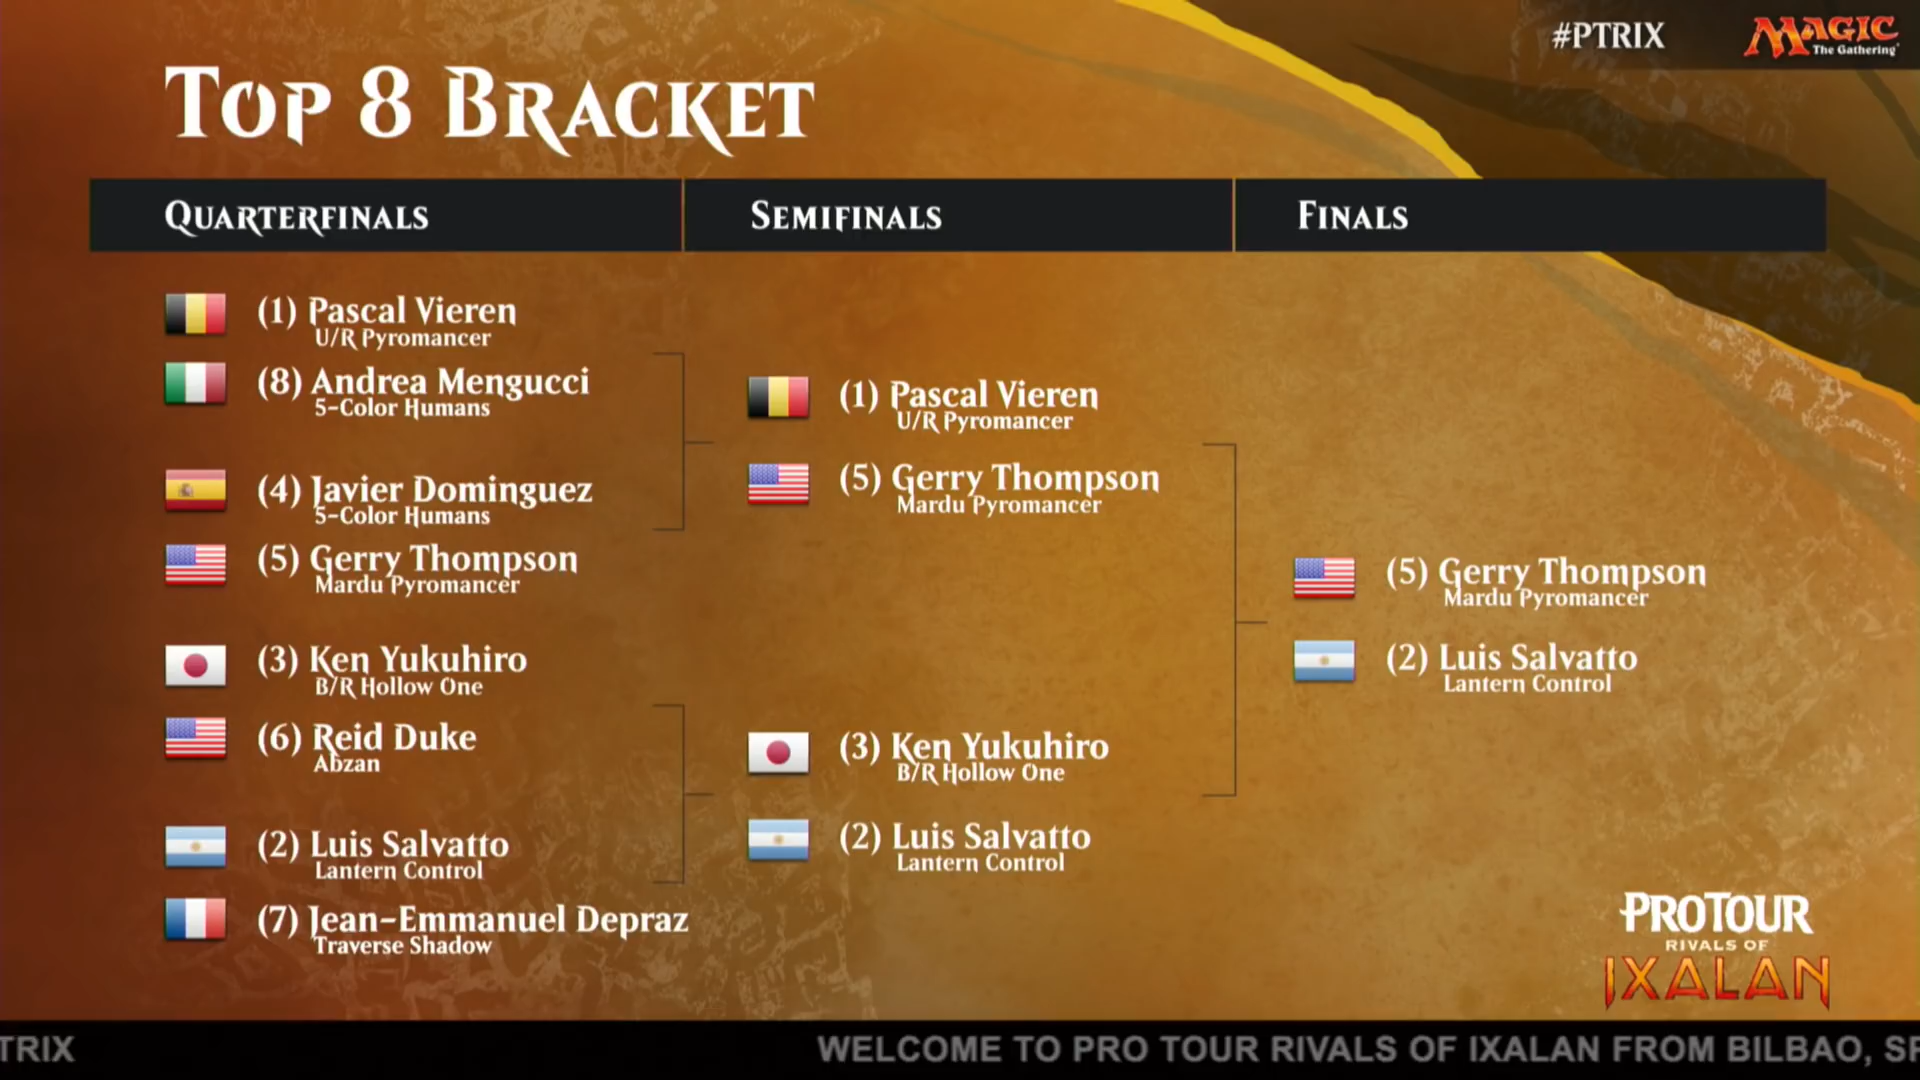 #PTRIX
MAGIC
The Gathering®
TOP 8 BRACKET
QUARTERFINALS
SEMIFINALS
FINALS
(1) Pascal Vieren
U/R Pyromancer
(8) Andrea Mengucci
5-Color Humans
(4) Javier Dominguez
5-Color Humans
(5) Gerry Thompson
Mardu Pyromancer
(3) Ken Yukuhiro
B/R Hollow One
(6) Reid Duke
Abzan
(2) Luis Salvatto
Lantern Control
(7) Jean-Emmanuel Depraz
Traverse Shadow
(1) Pascal Vieren
U/R Pyromancer
(5) Gerry Thompson
Mardu Pyromancer
(3) Ken Yukuhiro
B/R Hollow One
(2) Luis Salvatto
Lantern Control
(5) Gerry Thompson
Mardu Pyromancer
(2) Luis Salvatto
Lantern Control
PROTOUR
RIVALS OF
IXALAN
TRIX WELCOME TO PRO TOUR RIVALS OF IXALAN FROM BILBAO, SP